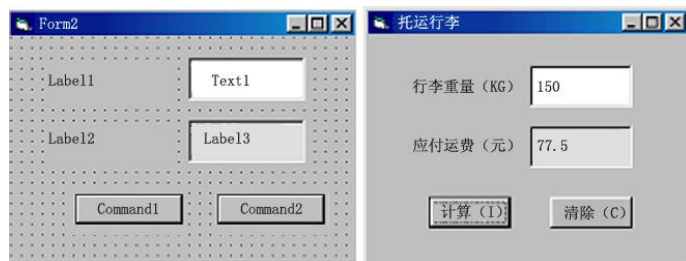 Form2
Label1
Text1
Label2
Label3
Command1
Command2
托运行李
行李重量（KG）
150
应付运费（元）
77.5
计算（I）
清除（C）